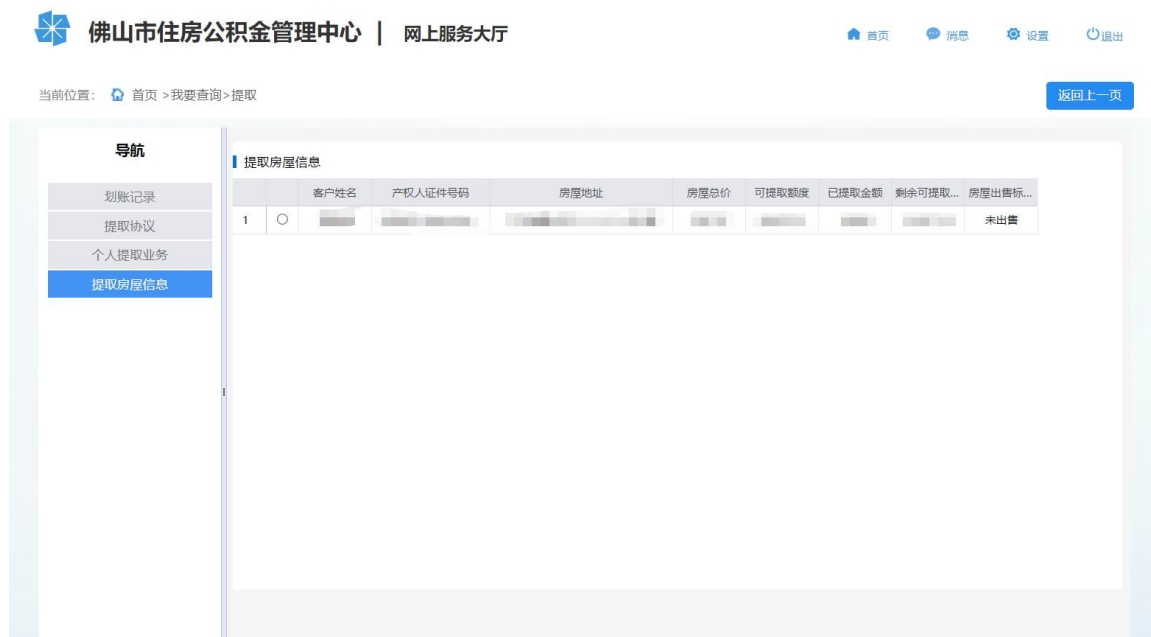 佛山市住房公积金管理中心 | 网上服务大厅
首页 消息 设置 退出
当前位置: 首页 >我要查询>提取
返回上一页
导航
划账记录
提取协议
个人提取业务
提取房屋信息
提取房屋信息
客户姓名 产权人证件号码 房屋地址 房屋总价 可提取额度 已提取金额 剩余可提取... 房屋出售标...
1 未出售